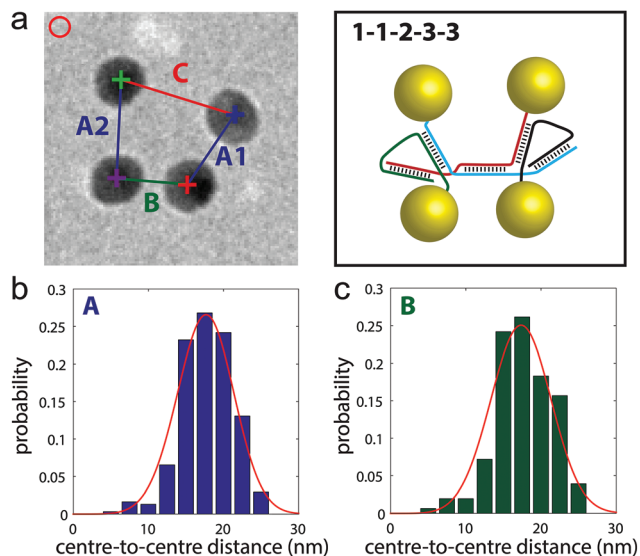 a
C
A2
A1
B
1-1-2-3-3
b
A
probability
0.3
0.25
0.2
0.15
0.1
0.05
0
0 10 20 30
centre-to-centre distance (nm)
c
B
probability
0.3
0.25
0.2
0.15
0.1
0.05
0
0 10 20 30
centre-to-centre distance (nm)